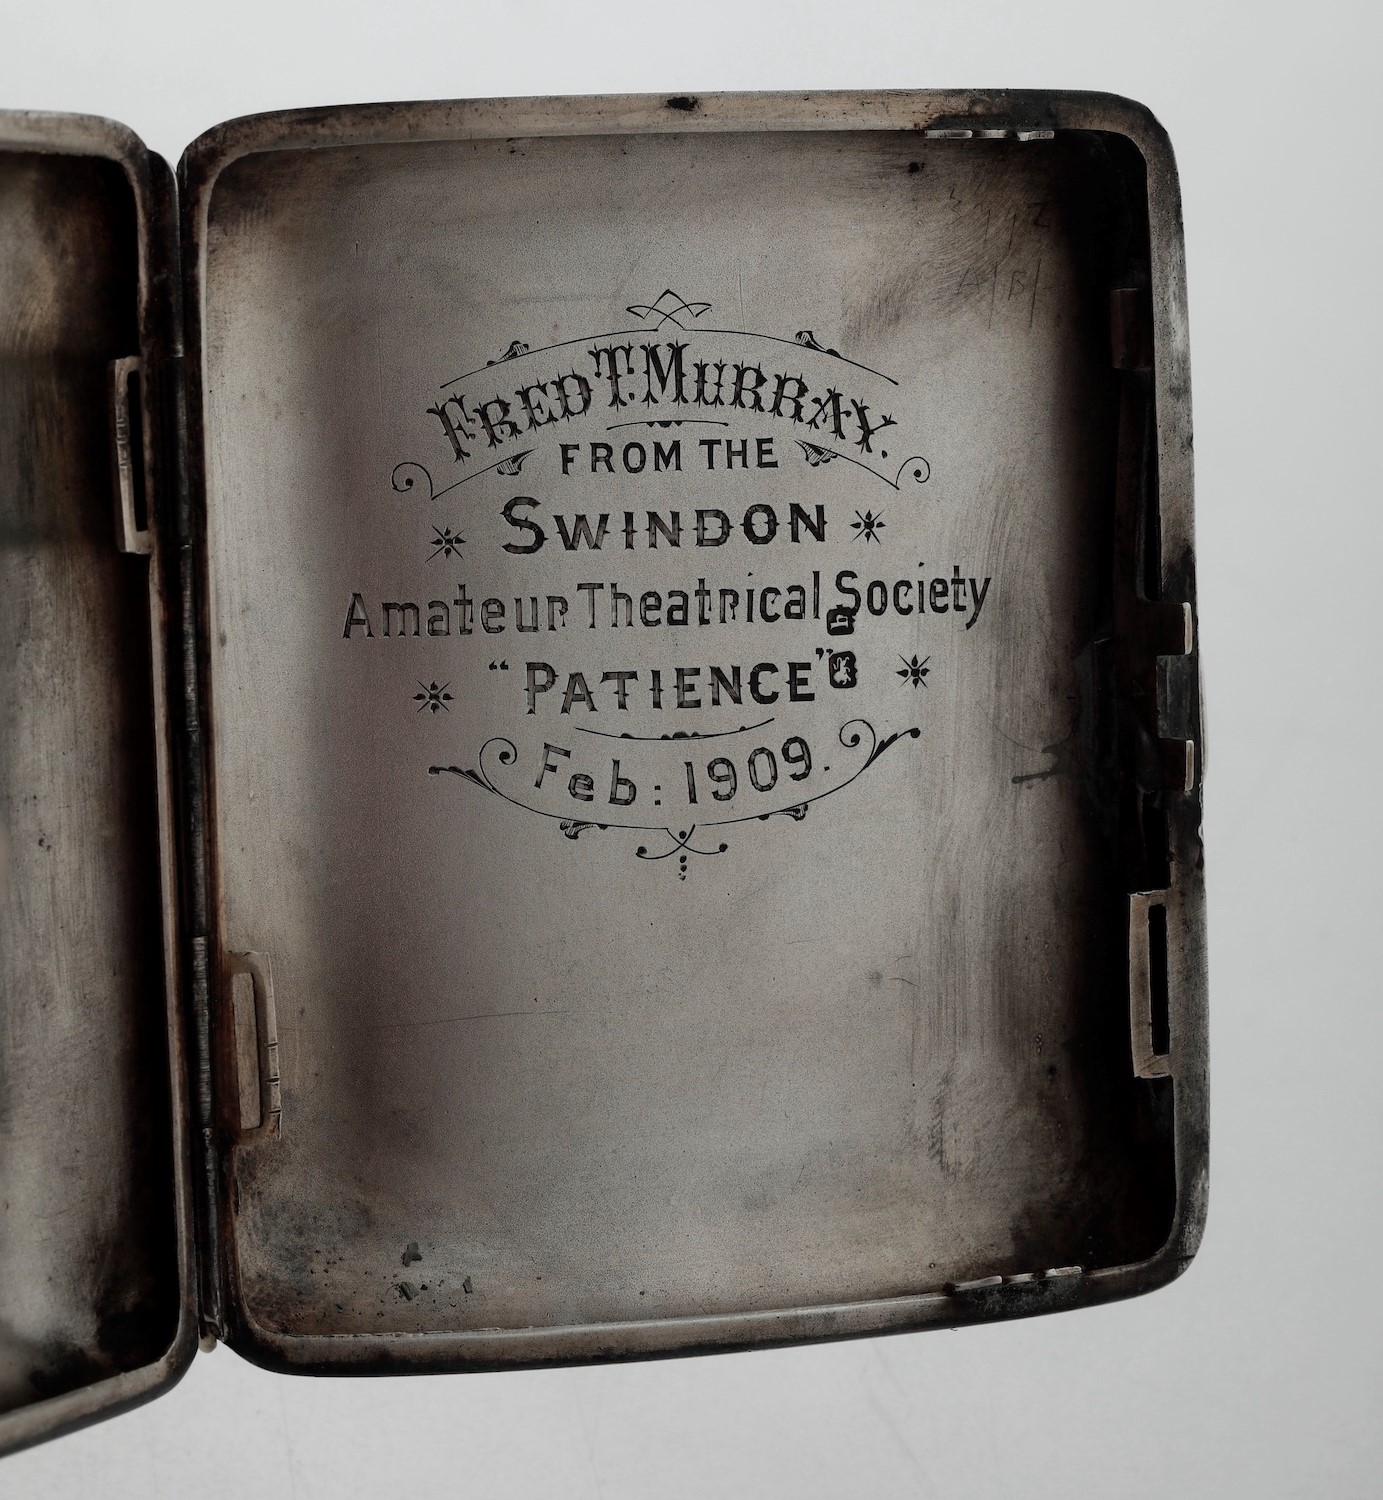 FRED T. MURRAY.
FROM THE
SWINDON
Amateur Theatrical Society
"PATIENCE"
Feb: 1909.